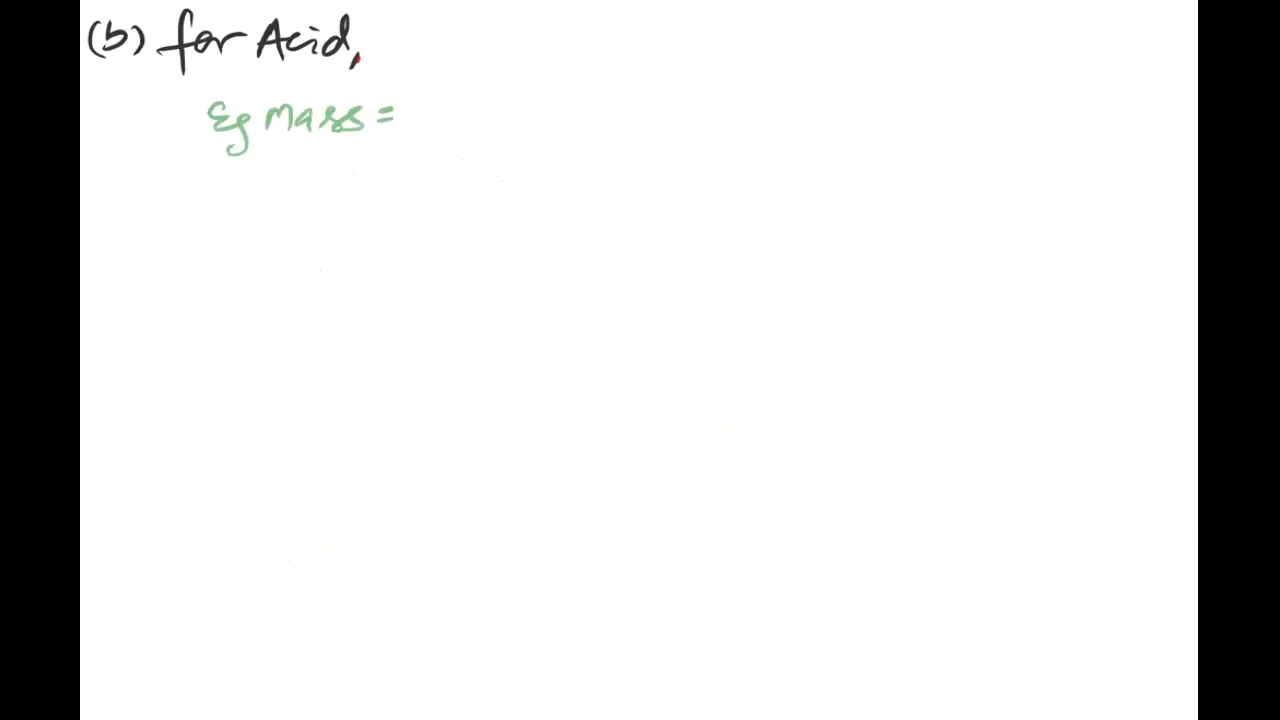 (b) for Acid,
Eq Mass =